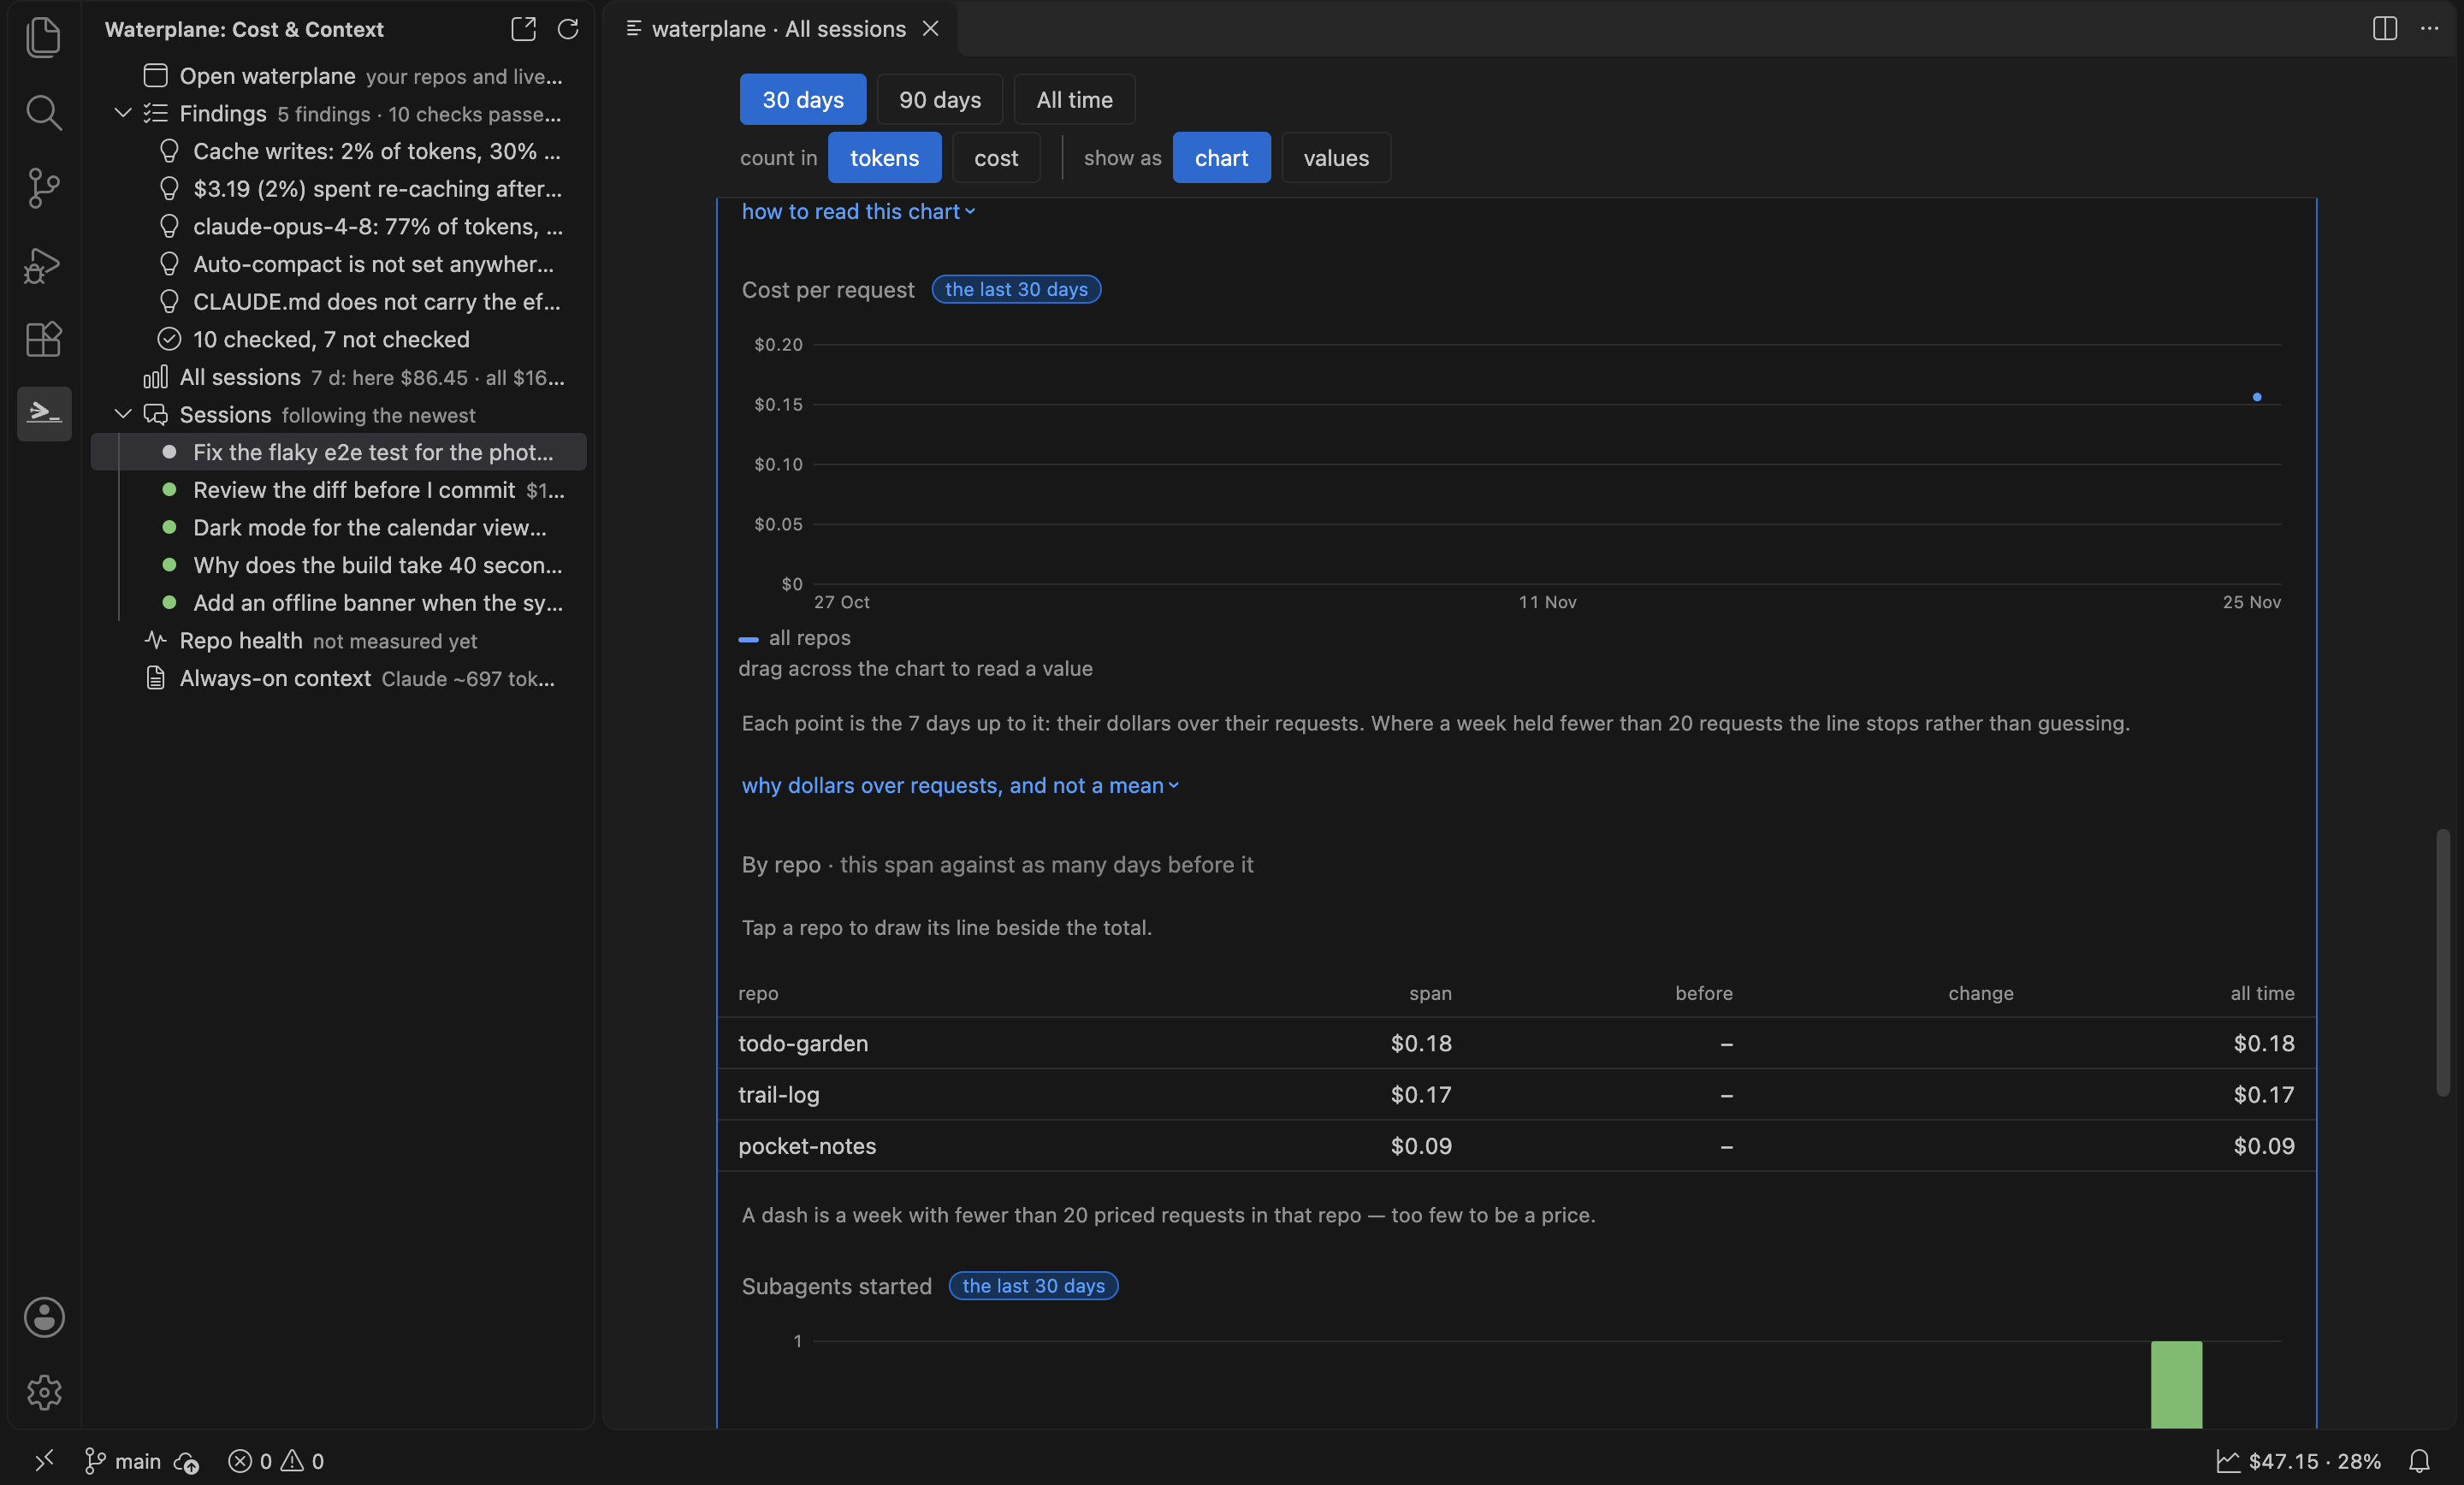 Waterplane: Cost & Context
Open waterplane your repos and live...
Findings 5 findings · 10 checks passe...
Cache writes: 2% of tokens, 30% ...
$3.19 (2%) spent re-caching after...
claude-opus-4-8: 77% of tokens, ...
Auto-compact is not set anywher...
CLAUDE.md does not carry the ef...
10 checked, 7 not checked
All sessions 7 d: here $86.45 · all $16...
Sessions following the newest
Fix the flaky e2e test for the phot...
Review the diff before I commit $1...
Dark mode for the calendar view...
Why does the build take 40 secon...
Add an offline banner when the sy...
Repo health not measured yet
Always-on context Claude ~697 tok...
waterplane · All sessions
30 days 90 days All time
count in tokens cost show as chart values
how to read this chart
Cost per request the last 30 days
$0.20
$0.15
$0.10
$0.05
$0
27 Oct 11 Nov 25 Nov
all repos
drag across the chart to read a value
Each point is the 7 days up to it: their dollars over their requests. Where a week held fewer than 20 requests the line stops rather than guessing.
why dollars over requests, and not a mean
By repo · this span against as many days before it
Tap a repo to draw its line beside the total.
repo span before change all time
todo-garden $0.18 – $0.18
trail-log $0.17 – $0.17
pocket-notes $0.09 – $0.09
A dash is a week with fewer than 20 priced requests in that repo — too few to be a price.
Subagents started the last 30 days
1
main 0 0
$47.15 · 28%